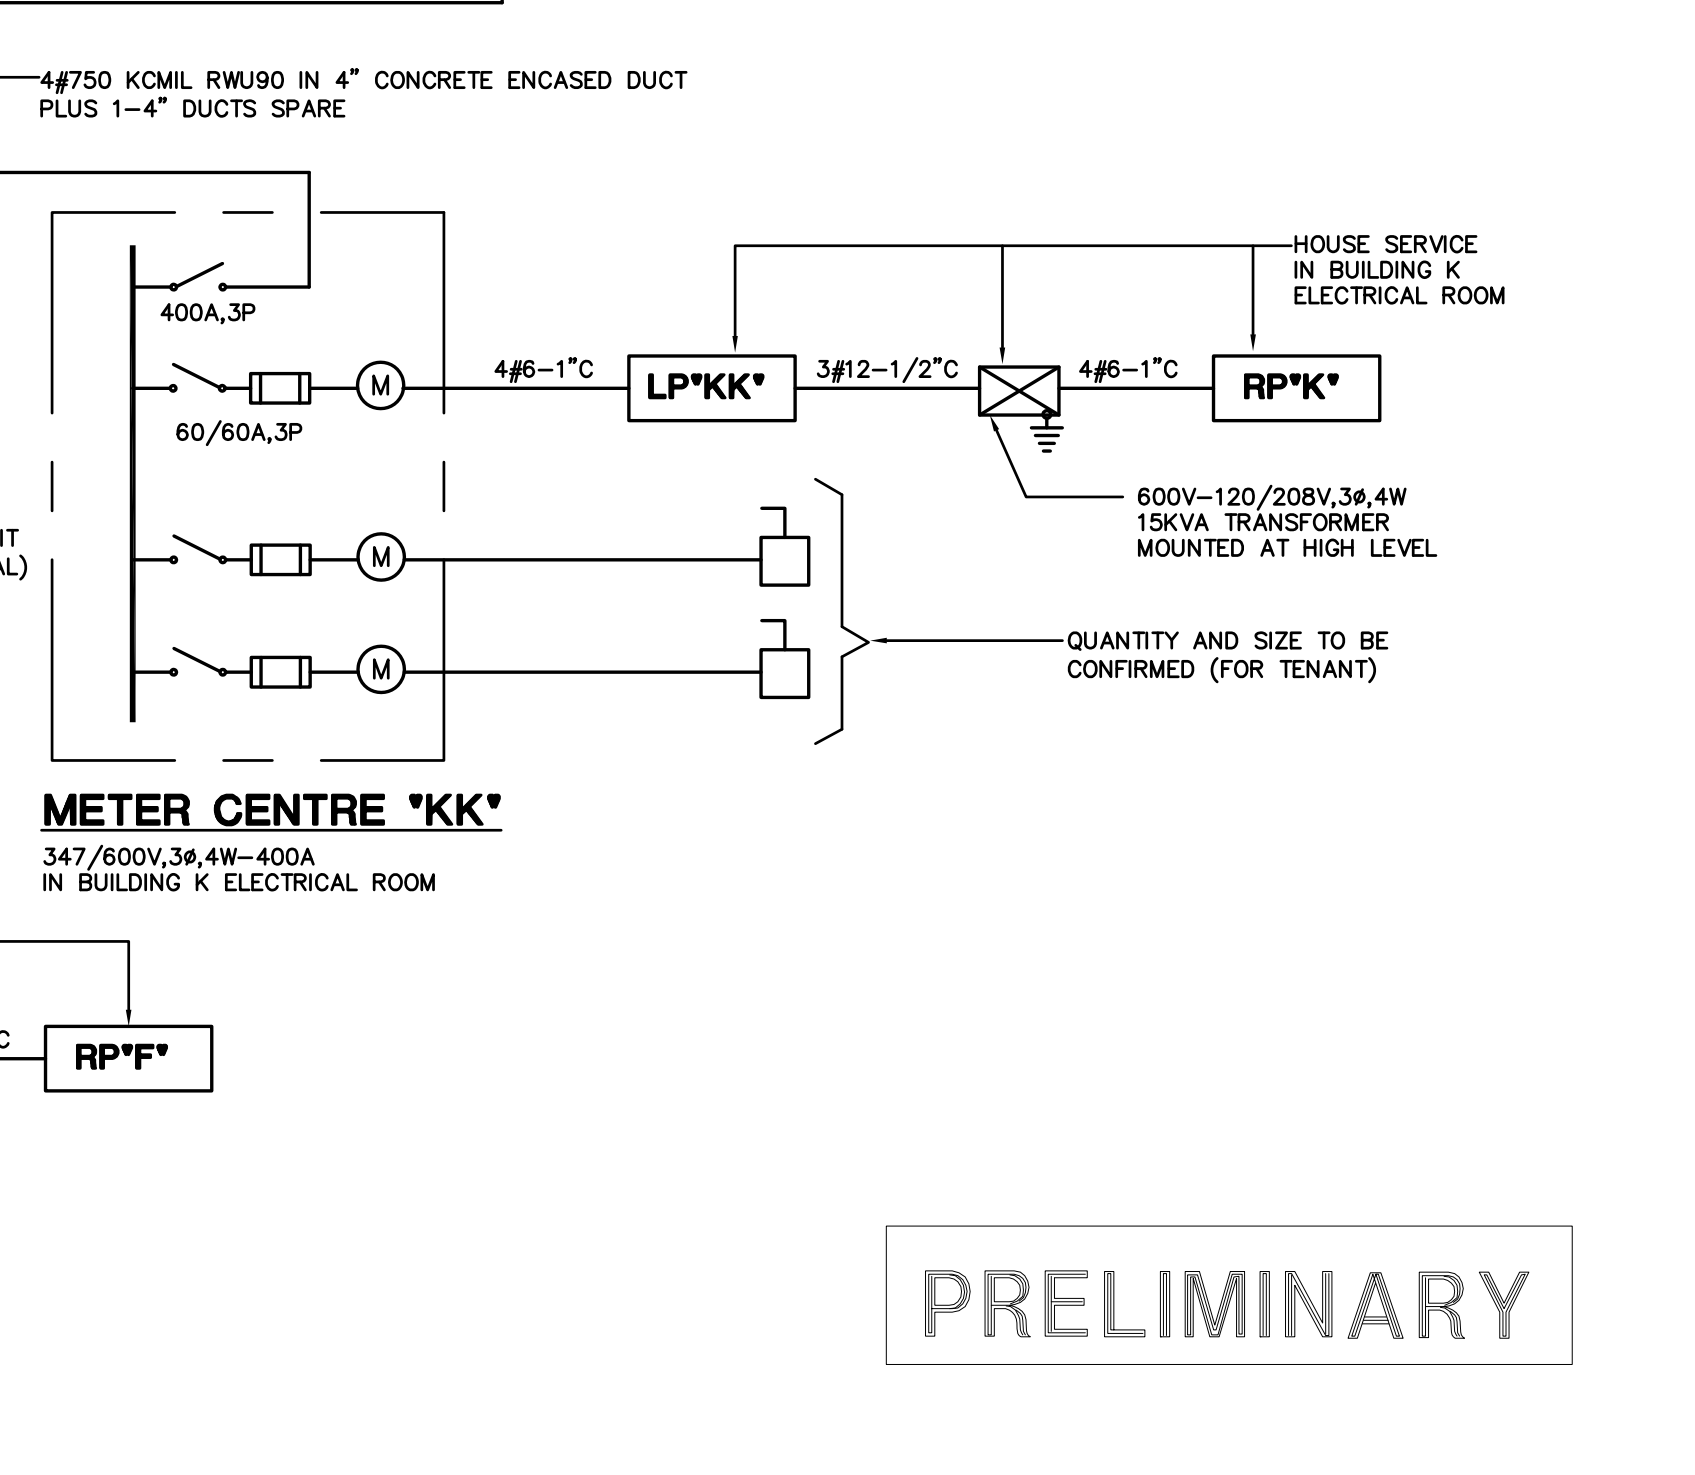 4#750 KCMIL RWU90 IN 4” CONCRETE ENCASED DUCT
PLUS 1-4” DUCTS SPARE
HOUSE SERVICE
IN BUILDING K
ELECTRICAL ROOM
400A,3P
4#6-1”C
LP"KK"
3#12-1/2”C
4#6-1”C
RP"K"
M
60/60A,3P
600V-120/208V,3ø,4W
15KVA TRANSFORMER
MOUNTED AT HIGH LEVEL
M
QUANTITY AND SIZE TO BE
CONFIRMED (FOR TENANT)
M
METER CENTRE "KK"
347/600V,3ø,4W-400A
IN BUILDING K ELECTRICAL ROOM
C
RP"F"
PRELIMINARY